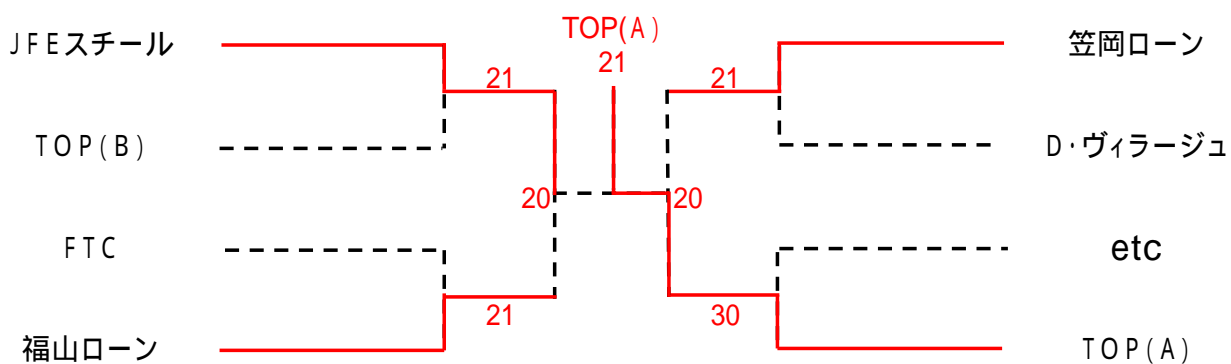 TOP(A)
21
JFEスチール
笠岡ローン
21
21
TOP(B)
D・ヴィラージュ
20
20
FTC
etc
21
30
福山ローン
TOP(A)